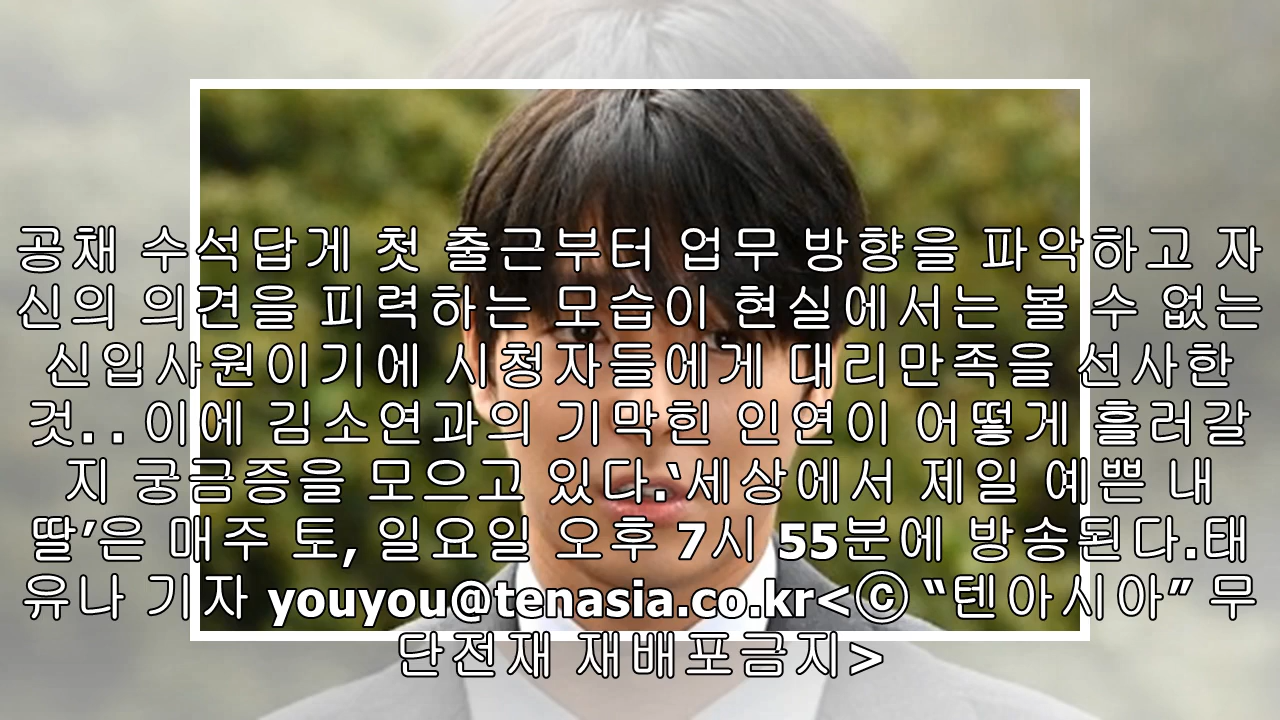 공채 수석답게 첫 출근부터 업무 방향을 파악하고 자
신의 의견을 피력하는 모습이 현실에서는 볼 수 없는
신입사원이기에 시청자들에게 대리만족을 선사한
것. . 이에 김소연과의 기막힌 인연이 어떻게 흘러갈
지 궁금증을 모으고 있다.‘세상에서 제일 예쁜 내
딸’은 매주 토, 일요일 오후 7시 55분에 방송된다.태
유나 기자 youyou@tenasia.co.kr<ⓒ “텐아시아” 무
단전재 재배포금지>